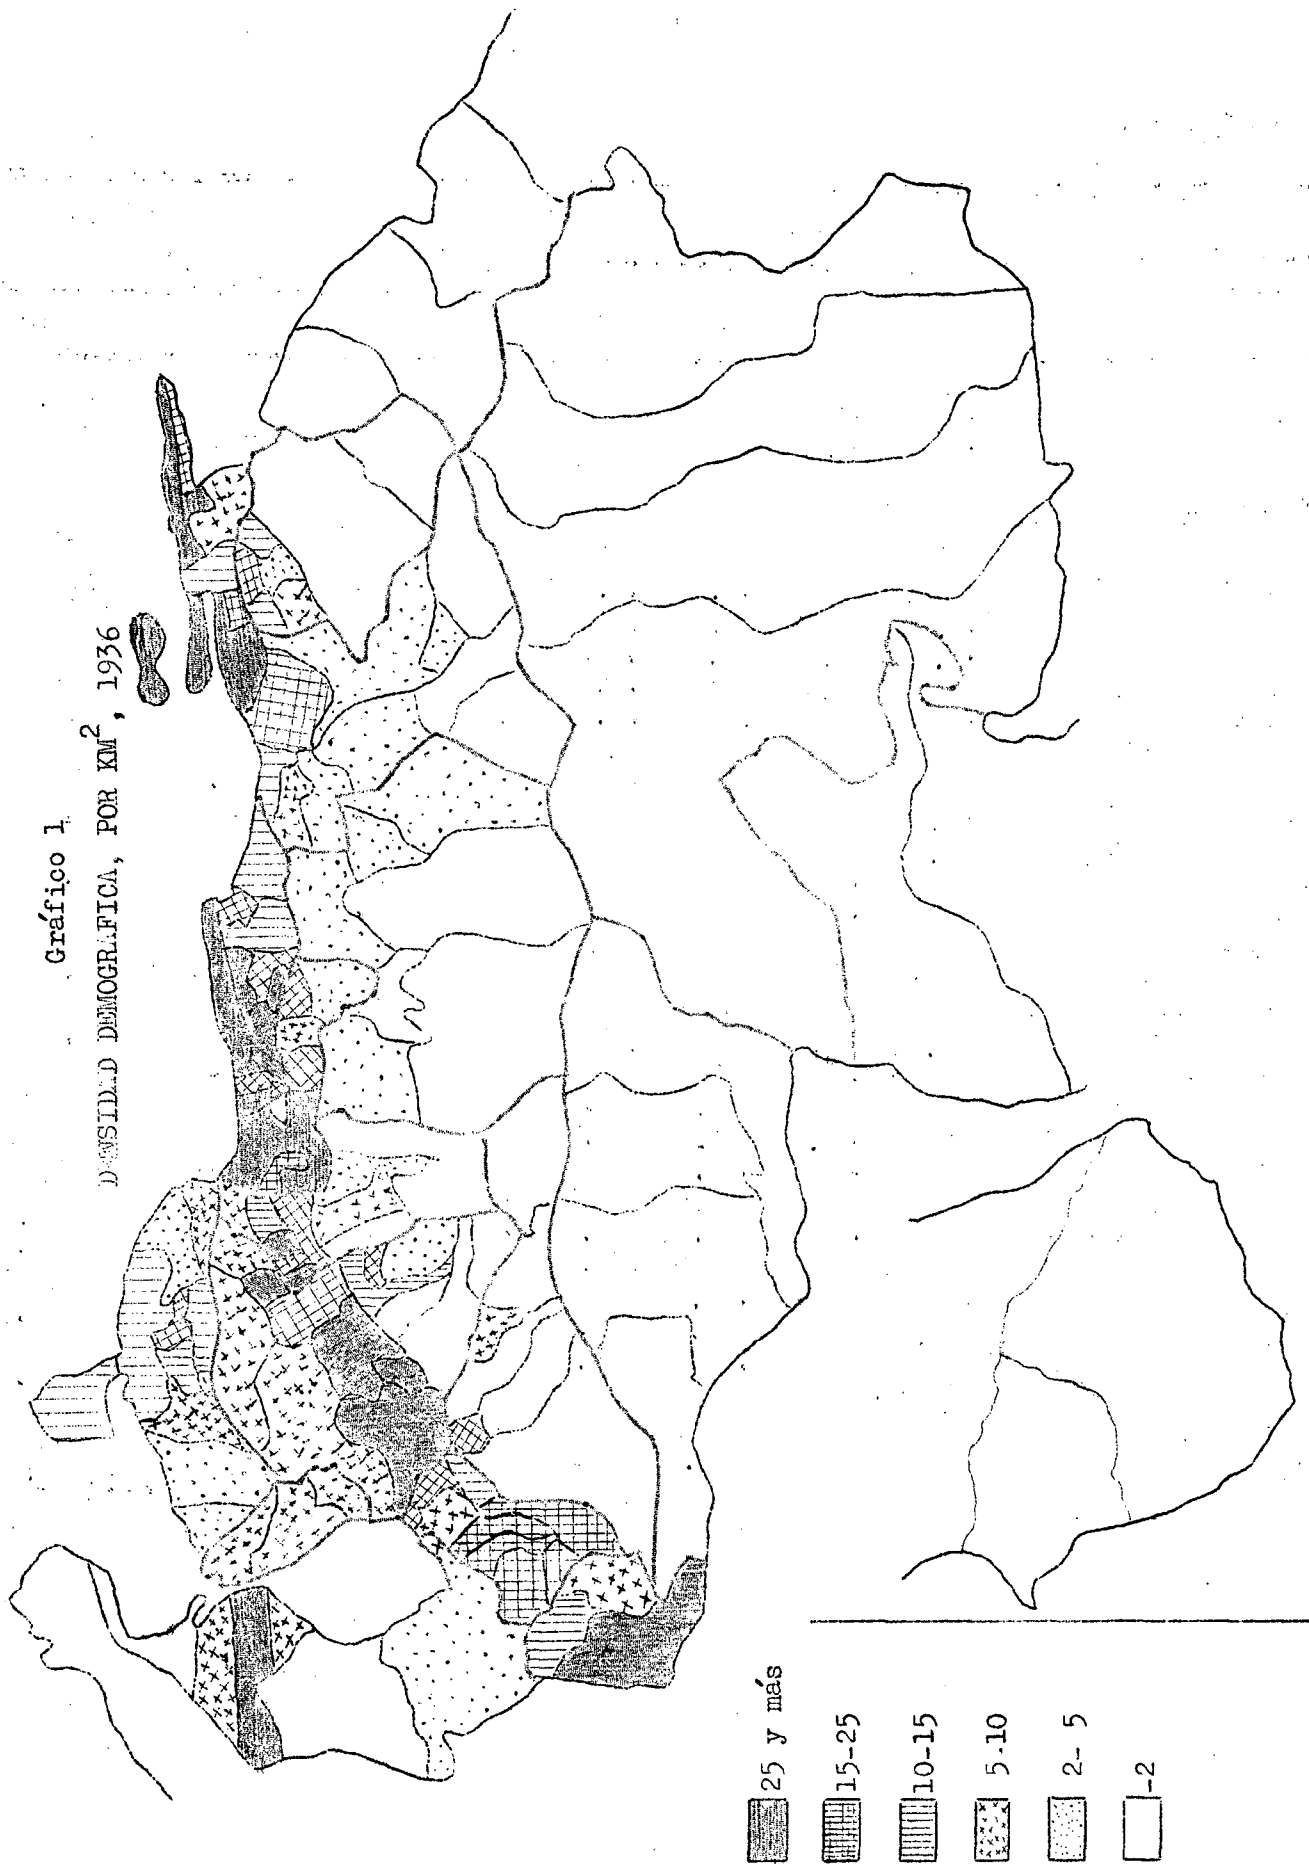 Gráfico 1
DENSIDAD DEMOGRAFICA, POR KM², 1936
25 y más
15-25
10-15
5.10
2- 5
-2